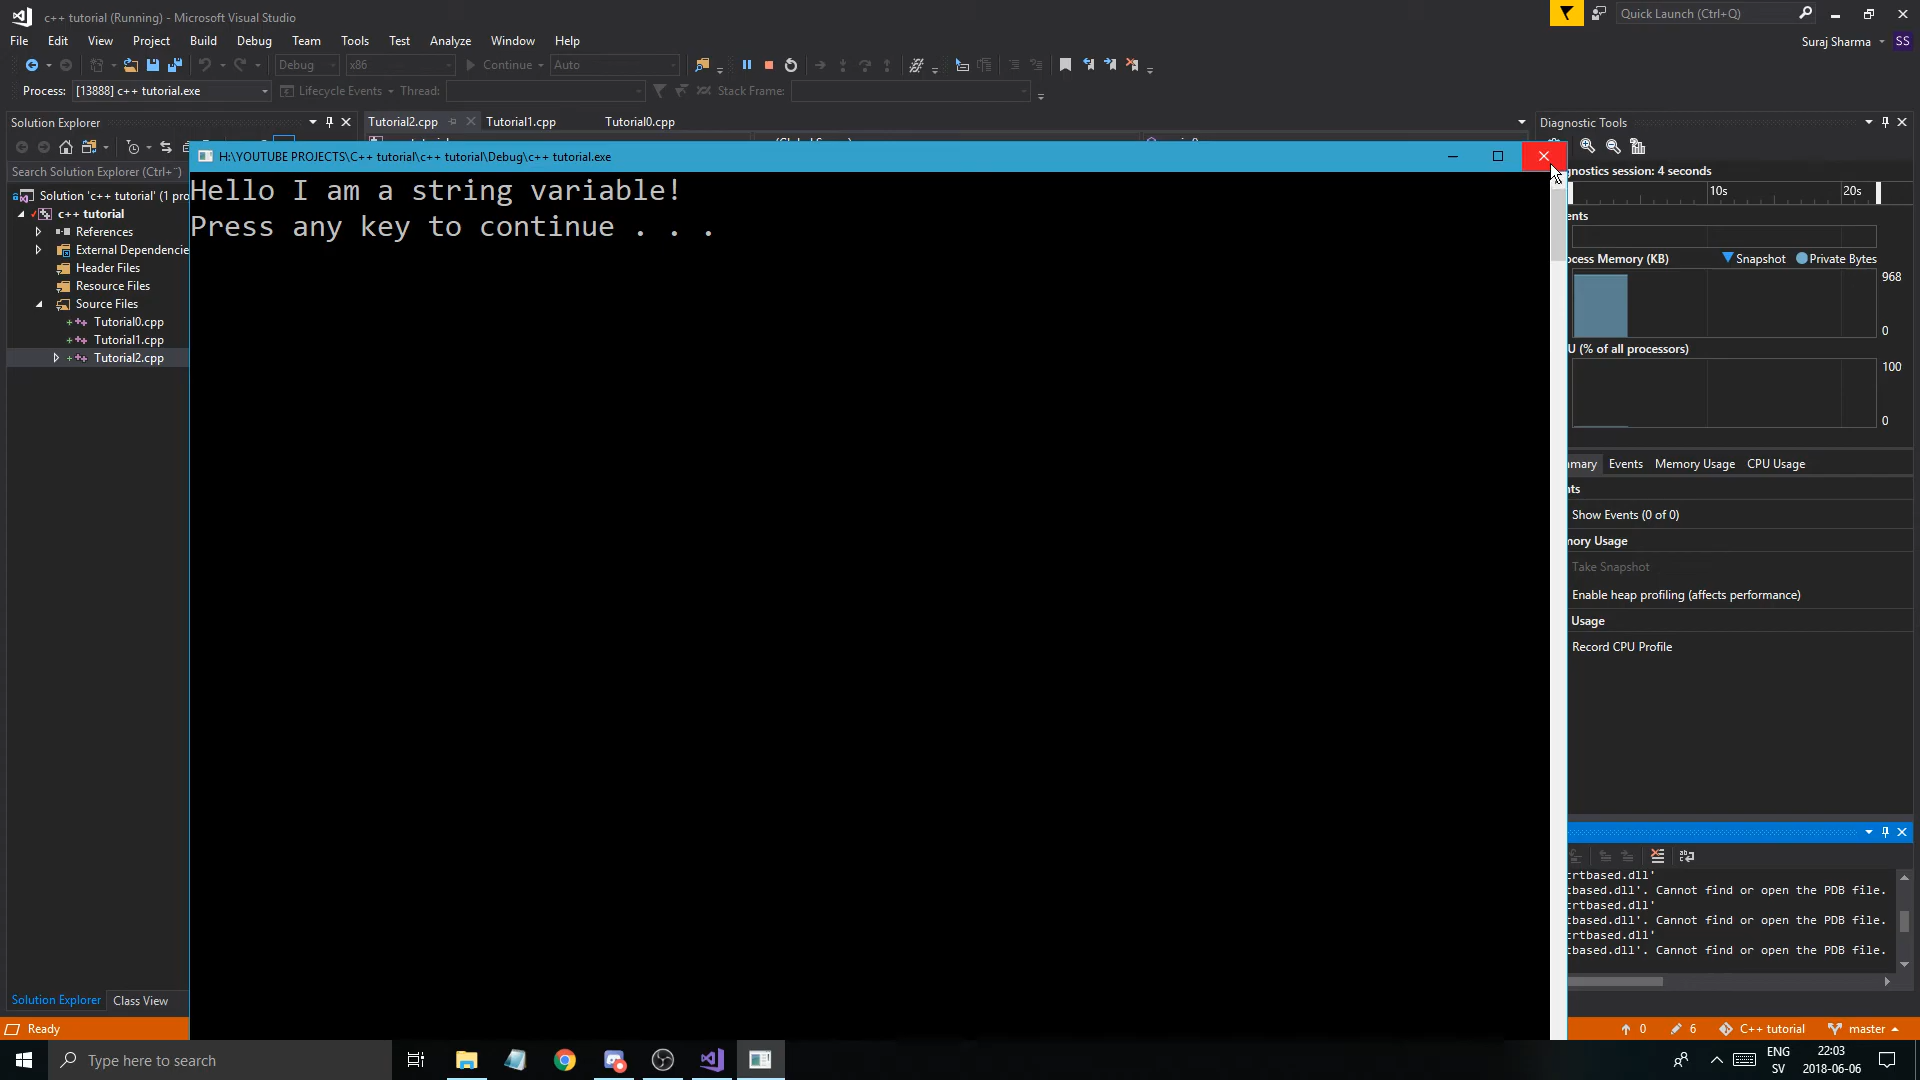 c++ tutorial (Running) - Microsoft Visual Studio
Quick Launch (Ctrl+Q)
File Edit View Project Build Debug Team Tools Test Analyze Window Help
Suraj Sharma SS
Debug x86 Continue Auto
Process: [13888] c++ tutorial.exe Lifecycle Events Thread: Stack Frame:
Solution Explorer
Tutorial2.cpp Tutorial1.cpp Tutorial0.cpp
Diagnostic Tools
Search Solution Explorer (Ctrl+¨)
Solution 'c++ tutorial' (1 pro
c++ tutorial
References
External Dependencie
Header Files
Resource Files
Source Files
Tutorial0.cpp
Tutorial1.cpp
Tutorial2.cpp
H:\YOUTUBE PROJECTS\C++ tutorial\c++ tutorial\Debug\c++ tutorial.exe
Hello I am a string variable!
Press any key to continue . . .
gnostics session: 4 seconds
10s 20s
ents
ocess Memory (KB) Snapshot Private Bytes
968
0
U (% of all processors)
100
0
mmary Events Memory Usage CPU Usage
nts
Show Events (0 of 0)
mory Usage
Take Snapshot
Enable heap profiling (affects performance)
Usage
Record CPU Profile
crtbased.dll'
tbased.dll'. Cannot find or open the PDB file.
crtbased.dll'
tbased.dll'. Cannot find or open the PDB file.
crtbased.dll'
tbased.dll'. Cannot find or open the PDB file.
Solution Explorer Class View
Ready
0 6 C++ tutorial master
Type here to search
ENG
SV
22:03
2018-06-06